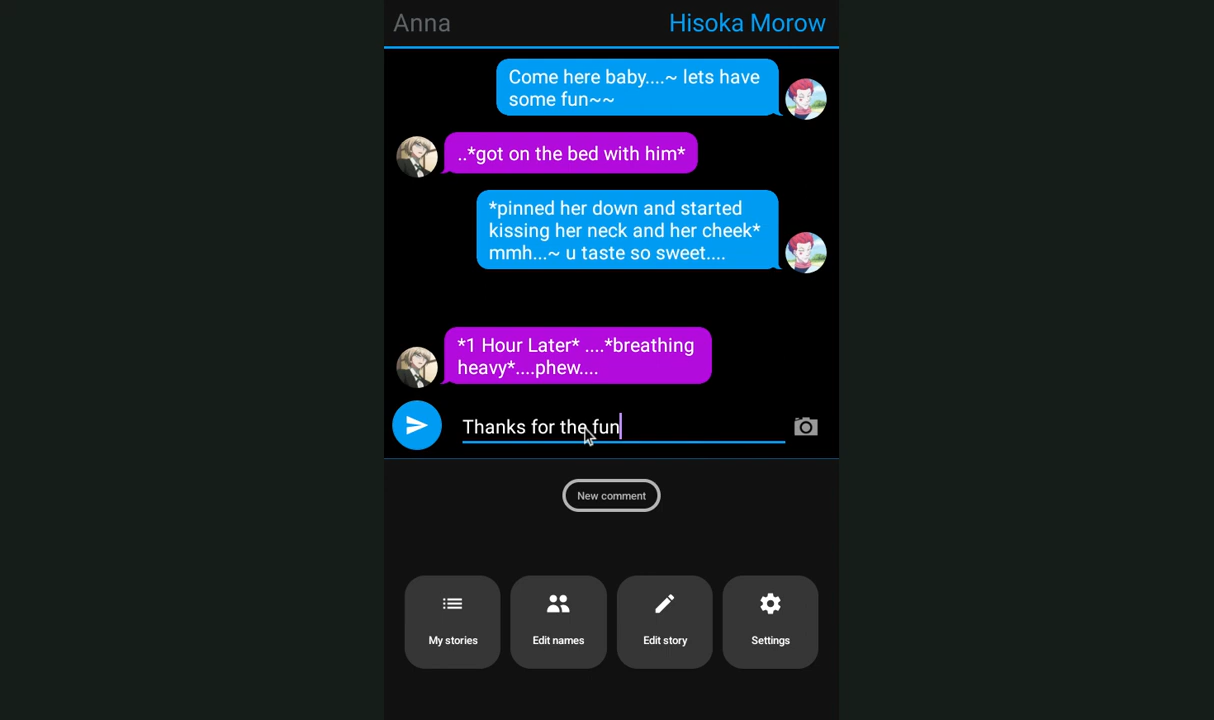 Anna
Hisoka Morow
Come here baby....~ lets have
some fun~~
..*got on the bed with him*
*pinned her down and started
kissing her neck and her cheek*
mmh...~ u taste so sweet....
*1 Hour Later* ....*breathing
heavy*....phew....
Thanks for the fun
New comment
My stories
Edit names
Edit story
Settings